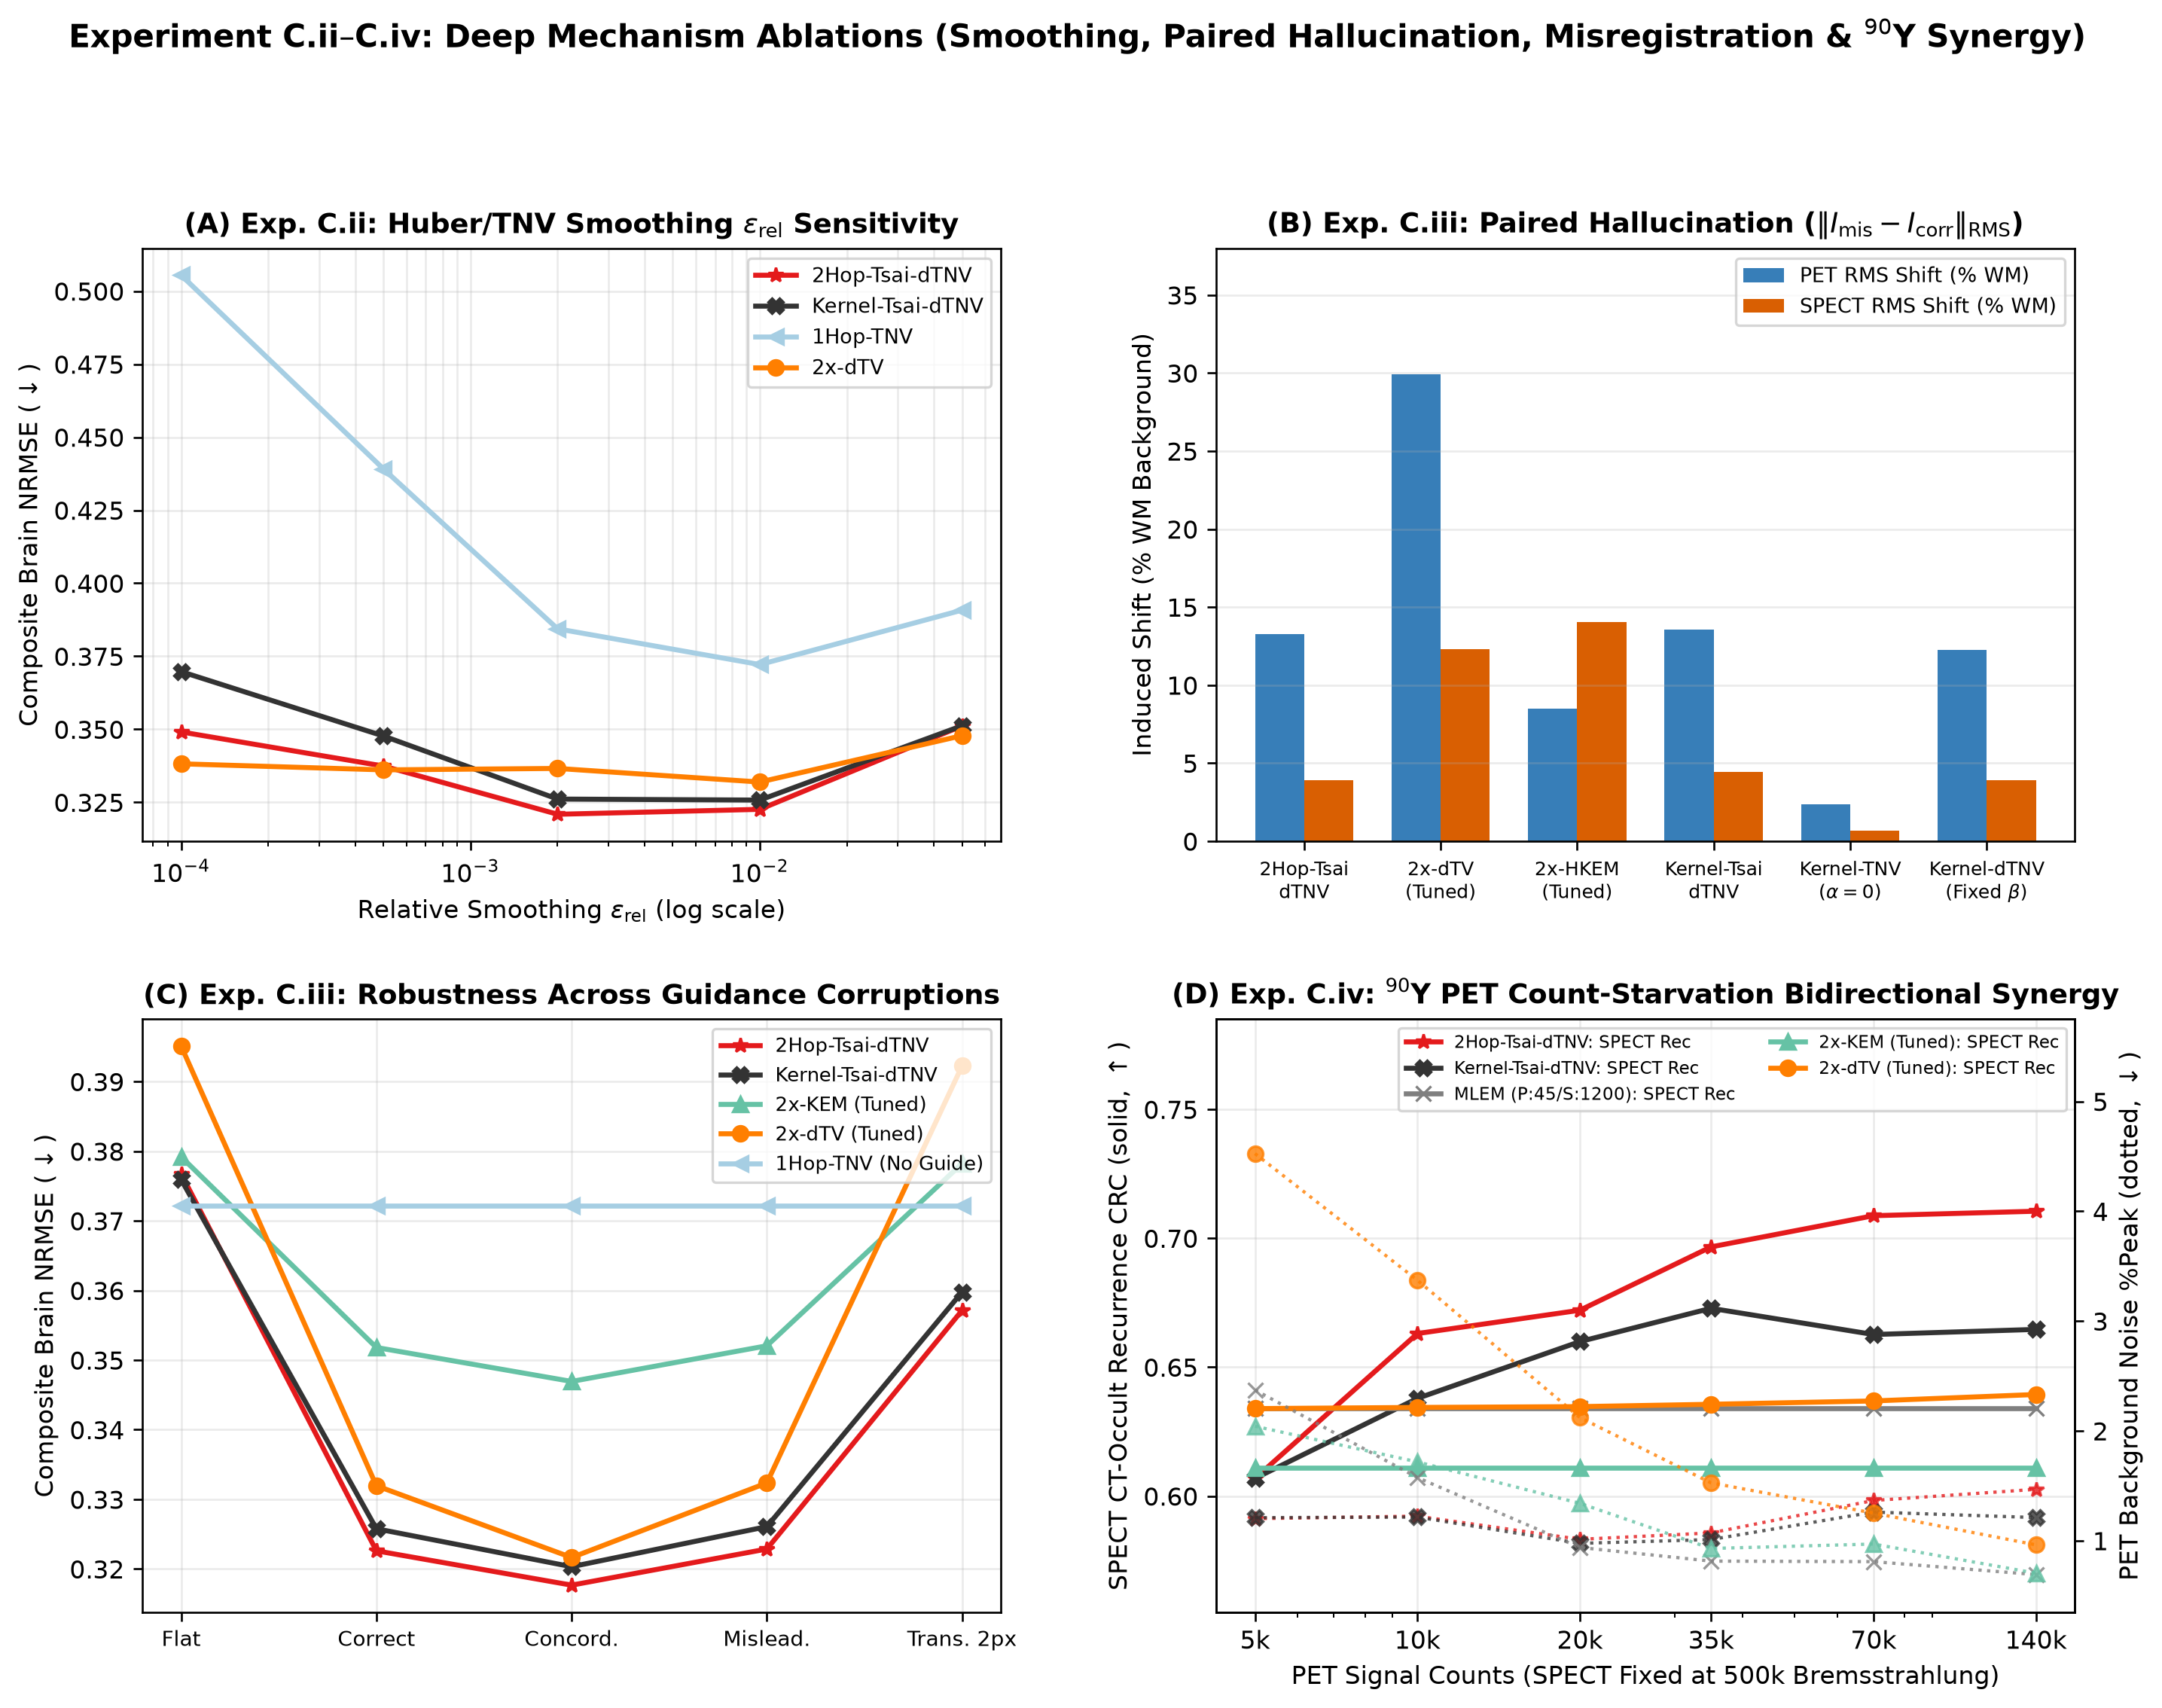 Experiment C.ii–C.iv: Deep Mechanism Ablations (Smoothing, Paired Hallucination, Misregistration & ⁹⁰Y Synergy)
(A) Exp. C.ii: Huber/TNV Smoothing ε_rel Sensitivity
Composite Brain NRMSE (↓)
0.500
0.475
0.450
0.425
0.400
0.375
0.350
0.325
2Hop-Tsai-dTNV
Kernel-Tsai-dTNV
1Hop-TNV
2x-dTV
10⁻⁴
10⁻³
10⁻²
Relative Smoothing ε_rel (log scale)
(B) Exp. C.iii: Paired Hallucination (‖I_mis − I_corr‖_RMS)
Induced Shift (% WM Background)
35
30
25
20
15
10
5
0
PET RMS Shift (% WM)
SPECT RMS Shift (% WM)
2Hop-Tsai
dTNV
2x-dTV
(Tuned)
2x-HKEM
(Tuned)
Kernel-Tsai
dTNV
Kernel-TNV
(α = 0)
Kernel-dTNV
(Fixed β)
(C) Exp. C.iii: Robustness Across Guidance Corruptions
Composite Brain NRMSE (↓)
0.39
0.38
0.37
0.36
0.35
0.34
0.33
0.32
2Hop-Tsai-dTNV
Kernel-Tsai-dTNV
2x-KEM (Tuned)
2x-dTV (Tuned)
1Hop-TNV (No Guide)
Flat
Correct
Concord.
Mislead.
Trans. 2px
(D) Exp. C.iv: ⁹⁰Y PET Count-Starvation Bidirectional Synergy
SPECT CT-Occult Recurrence CRC (solid, ↑)
0.75
0.70
0.65
0.60
2Hop-Tsai-dTNV: SPECT Rec
Kernel-Tsai-dTNV: SPECT Rec
MLEM (P:45/S:1200): SPECT Rec
2x-KEM (Tuned): SPECT Rec
2x-dTV (Tuned): SPECT Rec
5
4
3
2
1
PET Background Noise %Peak (dotted, ↓)
5k
10k
20k
35k
70k
140k
PET Signal Counts (SPECT Fixed at 500k Bremsstrahlung)